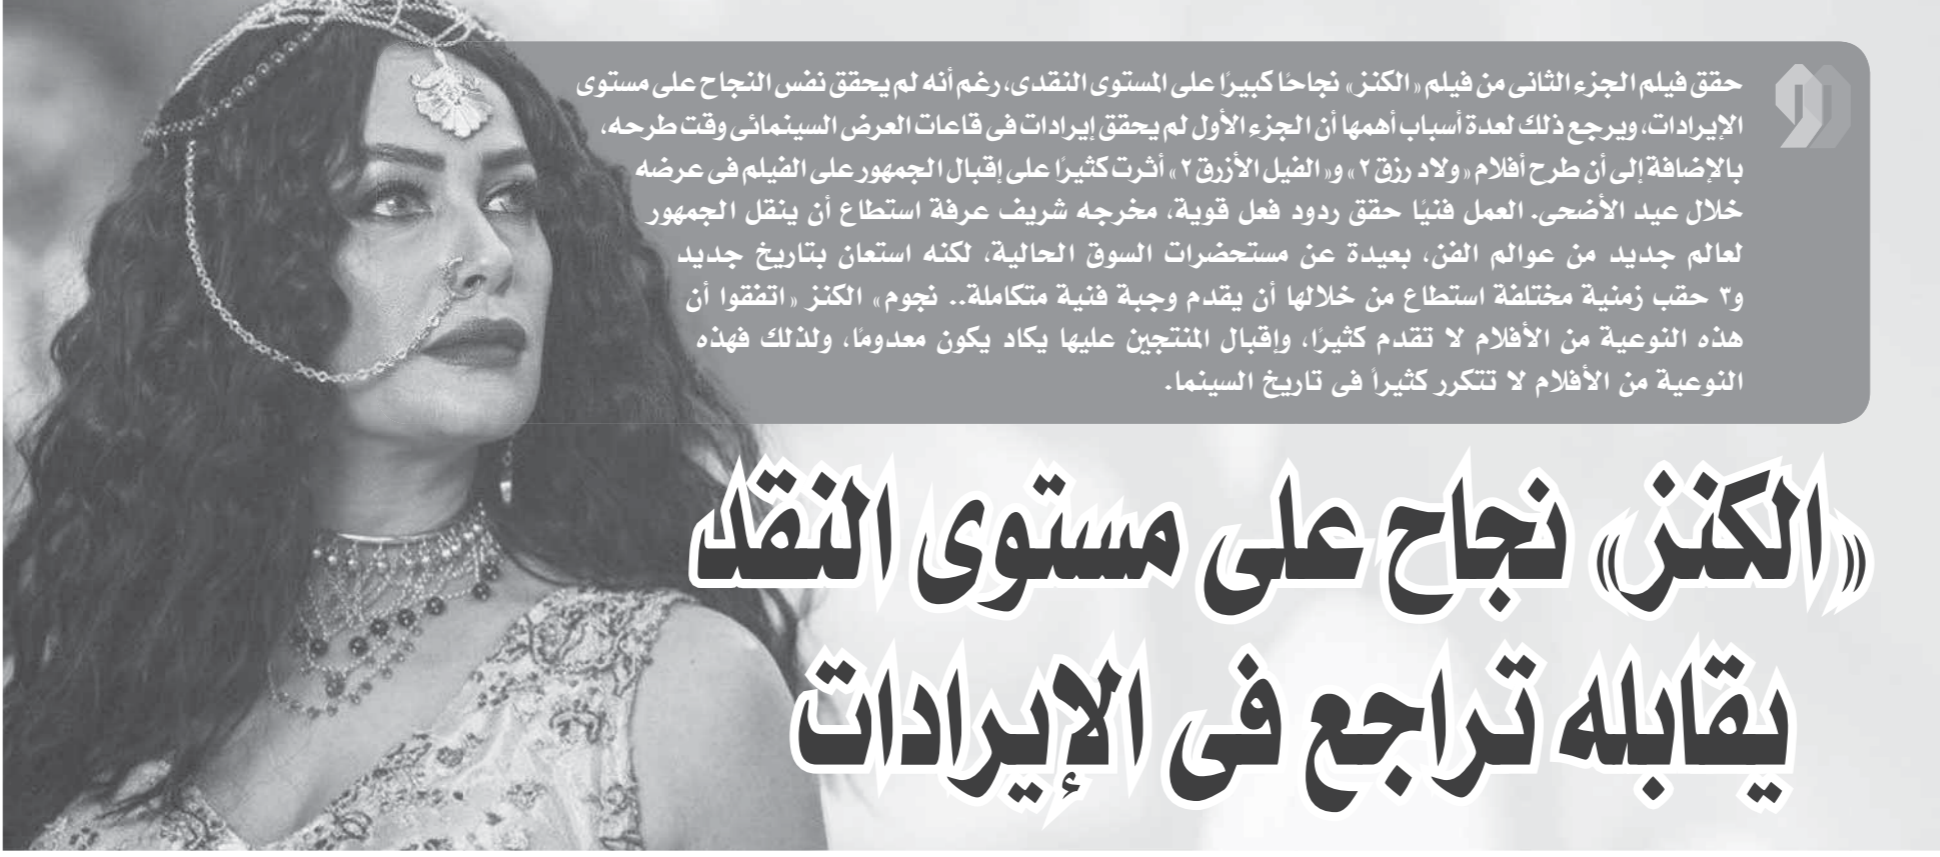 حقق فيلم الجزء الثانى من فيلم «الكنز» نجاحًا كبيرًا على المستوى النقدى، رغم أنه لم يحقق نفس النجاح على مستوى
الإيرادات، ويرجع ذلك لعدة أسباب أهمها أن الجزء الأول لم يحقق إيرادات فى قاعات العرض السينمائى وقت طرحه،
بالإضافة إلى أن طرح أفلام «ولاد رزق ٢» و«الفيل الأزرق ٢» أثرت كثيرًا على إقبال الجمهور على الفيلم فى عرضه
خلال عيد الأضحى. العمل فنيًا حقق ردود فعل قوية، مخرجه شريف عرفة استطاع أن ينقل الجمهور
لعالم جديد من عوالم الفن، بعيدة عن مستحضرات السوق الحالية، لكنه استعان بتاريخ جديد
و٣ حقب زمنية مختلفة استطاع من خلالها أن يقدم وجبة فنية متكاملة.. نجوم» الكنز «اتفقوا أن
هذه النوعية من الأفلام لا تقدم كثيرًا، وإقبال المنتجين عليها يكاد يكون معدومًا، ولذلك فهذه
النوعية من الأفلام لا تتكرر كثيراً فى تاريخ السينما.
«الكنز» نجاح على مستوى النقد
يقابله تراجع فى الإيرادات